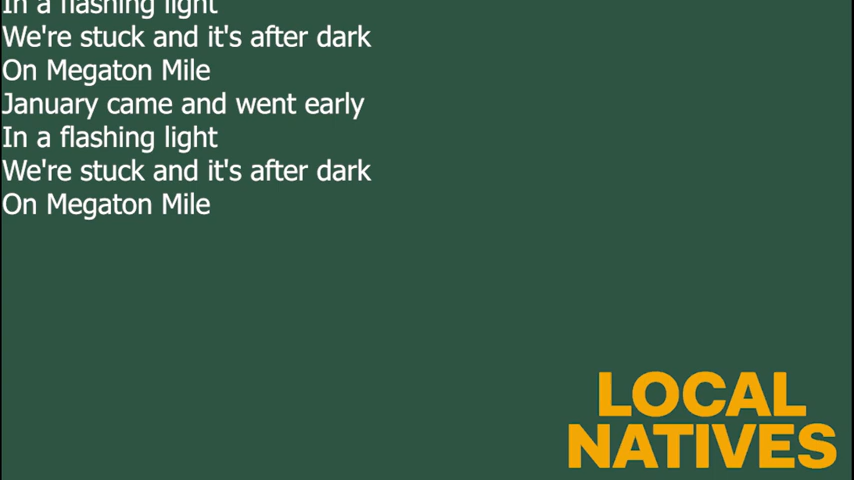 In a flashing light
We're stuck and it's after dark
On Megaton Mile
January came and went early
In a flashing light
We're stuck and it's after dark
On Megaton Mile
LOCAL
NATIVES